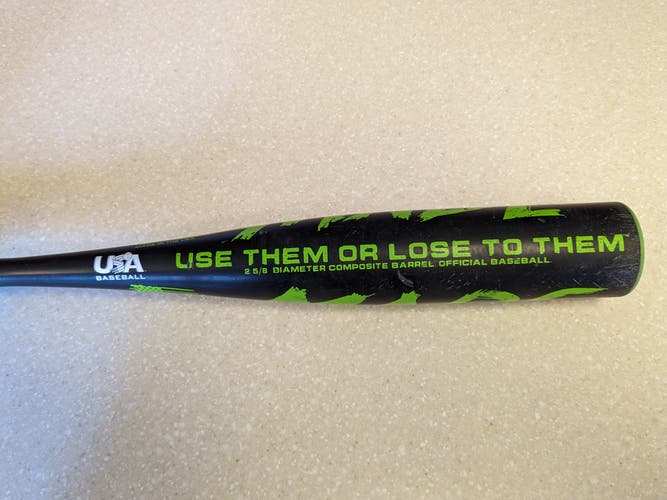 USA
BASEBALL
USE THEM OR LOSE TO THEM™
2 5/8 DIAMETER COMPOSITE BARREL OFFICIAL BASEBALL